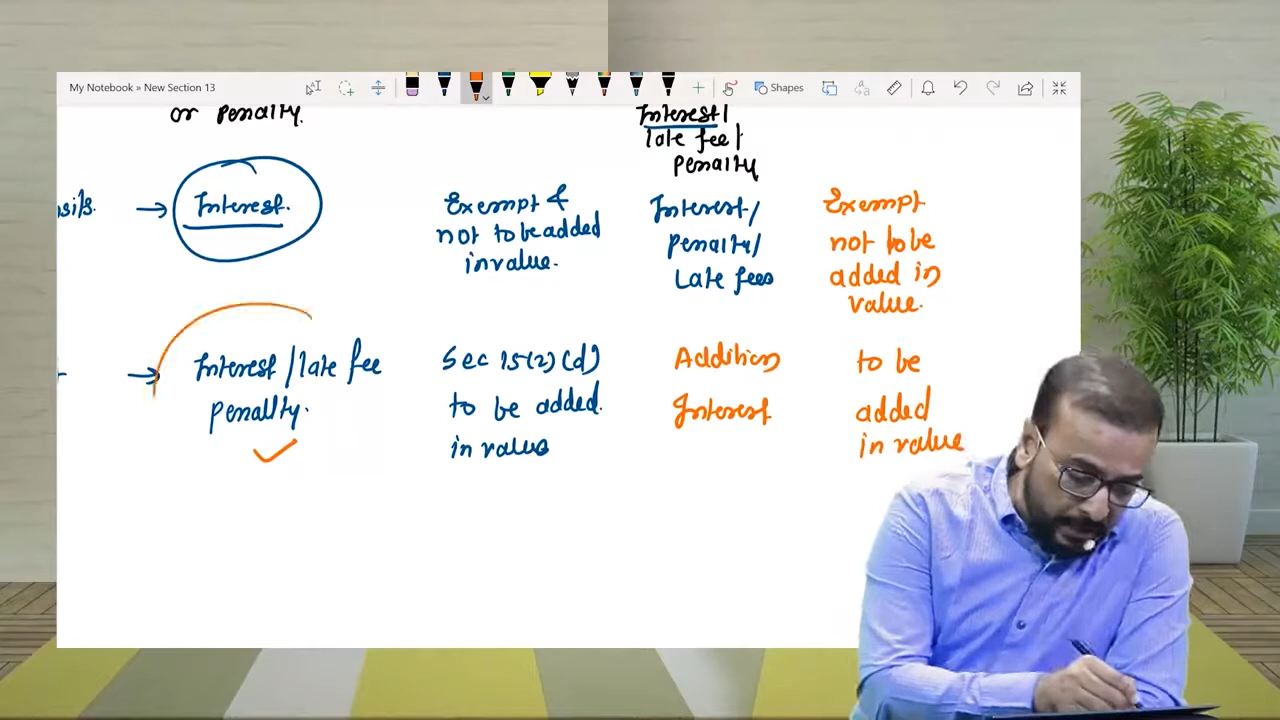 My Notebook » New Section 13
Shapes
or Penalty.
Interest/
late fee/
Penalty
Interest.
Exempt &
not to be added
in value.
Interest/
Penalty/
Late fees
Exempt
not to be
added in
value.
Interest / late fee
Penallty.
Sec 15(2)(d)
to be added.
in value
Addition
Interest
to be
added
in value